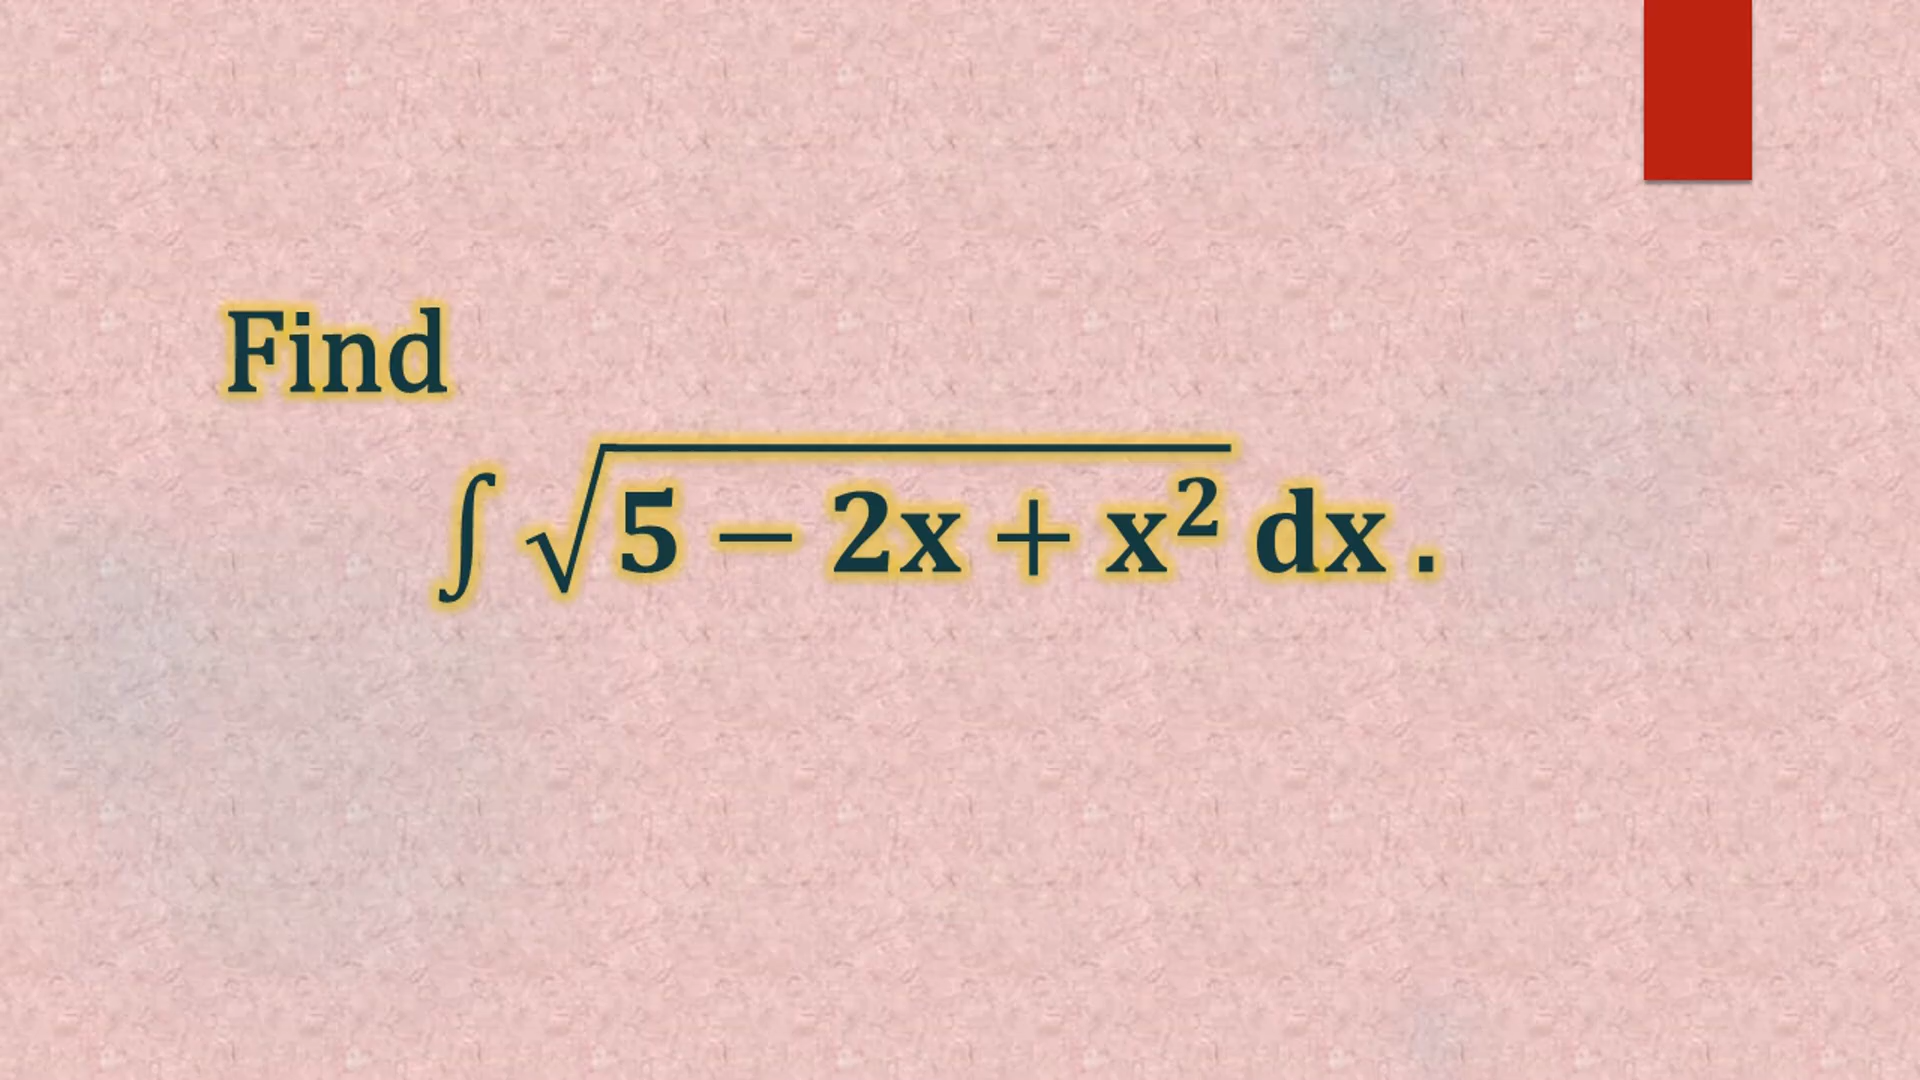 Find
∫ √5 − 2x + x² dx .